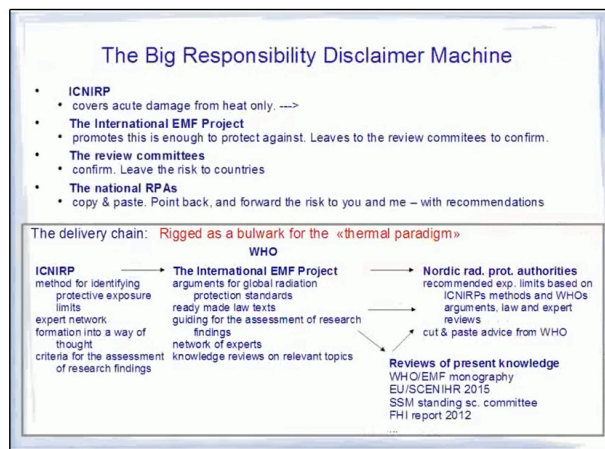 The Big Responsibility Disclaimer Machine
• ICNIRP
• covers acute damage from heat only. --->
• The International EMF Project
• promotes this is enough to protect against. Leaves to the review commitees to confirm.
• The review committees
• confirm. Leave the risk to countries
• The national RPAs
• copy & paste. Point back, and forward the risk to you and me – with recommendations
The delivery chain: Rigged as a bulwark for the «thermal paradigm»
WHO
ICNIRP
method for identifying
protective exposure
limits
expert network
formation into a way of
thought
criteria for the assessment
of research findings
The International EMF Project
arguments for global radiation
protection standards
ready made law texts
guiding for the assessment of research
findings
network of experts
knowledge reviews on relevant topics
Nordic rad. prot. authorities
recommended exp. limits based on
ICNIRPs methods and WHOs
arguments, law and expert
reviews
cut & paste advice from WHO
Reviews of present knowledge
WHO/EMF monography
EU/SCENIHR 2015
SSM standing sc. committee
FHI report 2012
...